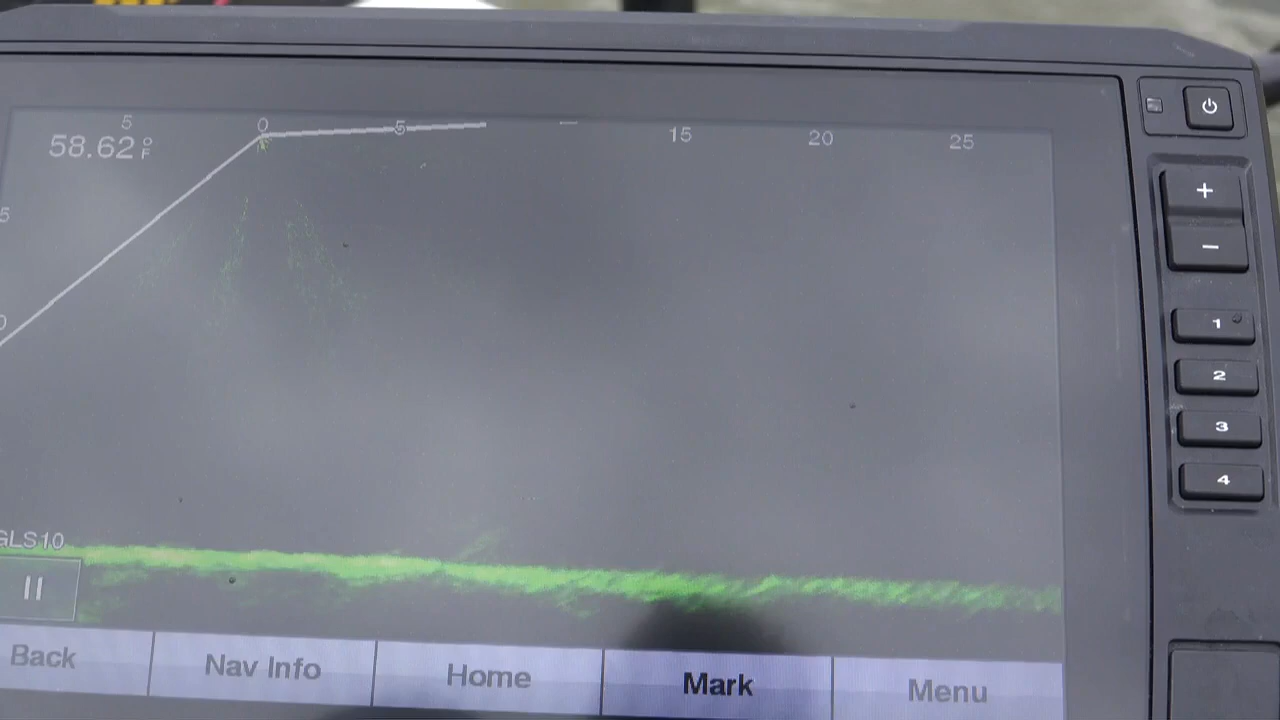 5 0 5 15 20 25
58.62°F
5
0
GLS10
Back Nav Info Home Mark Menu
+
−
1
2
3
4